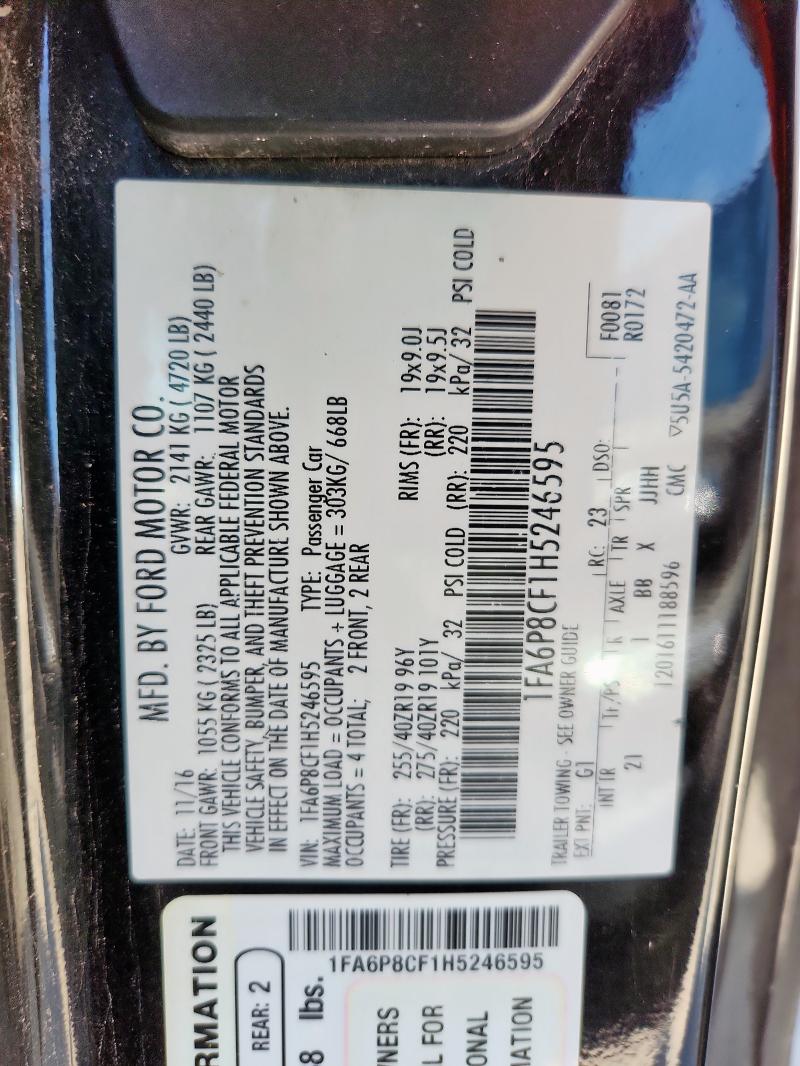 MFD. BY FORD MOTOR CO.
DATE: 11/16 GVWR: 2141 KG ( 4720 LB)
FRONT GAWR: 1055 KG ( 2325 LB) REAR GAWR: 1107 KG ( 2440 LB)
THIS VEHICLE CONFORMS TO ALL APPLICABLE FEDERAL MOTOR
VEHICLE SAFETY, BUMPER, AND THEFT PREVENTION STANDARDS
IN EFFECT ON THE DATE OF MANUFACTURE SHOWN ABOVE.
VIN: 1FA6P8CF1H5246595 TYPE: Passenger Car
MAXIMUM LOAD = OCCUPANTS + LUGGAGE = 303KG/ 668LB
OCCUPANTS = 4 TOTAL; 2 FRONT, 2 REAR
TIRE (FR): 255/40ZR19 96Y RIMS (FR): 19x9.0J
(RR): 275/40ZR19 101Y (RR): 19x9.5J
PRESSURE (FR): 220 kPa/ 32 PSI COLD (RR): 220 kPa/ 32 PSI COLD
1FA6P8CF1H5246595
TRAILER TOWING - SEE OWNER GUIDE
EXT PNT: G1 RC: 23 DSO: F0081
INT TR TP/PS R AXLE TR SPR R0172
21 I BB X JJHH
12016111188596 CMC ▽5U5A-5420472-AA
RMATION
REAR: 2
8 lbs.
1FA6P8CF1H5246595
NERS
L FOR
ONAL
IATION